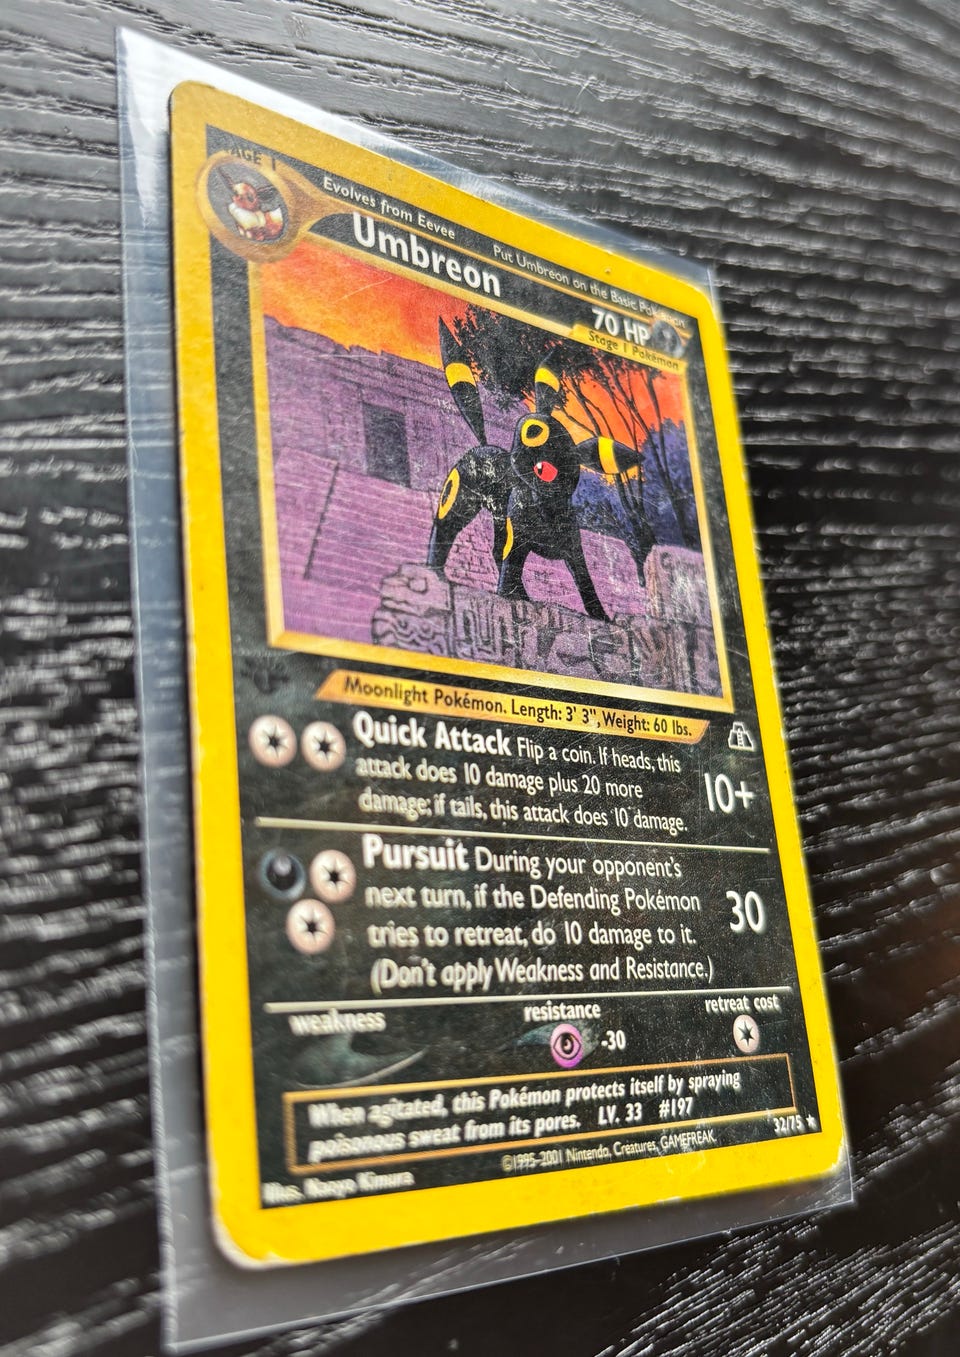 STAGE 1
Evolves from Eevee
Put Umbreon on the Basic Pokémon.
Umbreon
70 HP
Stage 1 Pokémon
Moonlight Pokémon. Length: 3' 3", Weight: 60 lbs.
Quick Attack Flip a coin. If heads, this
attack does 10 damage plus 20 more
damage; if tails, this attack does 10 damage.
10+
Pursuit During your opponent's
next turn, if the Defending Pokémon
tries to retreat, do 10 damage to it.
(Don't apply Weakness and Resistance.)
30
weakness
resistance
-30
retreat cost
When agitated, this Pokémon protects itself by spraying
poisonous sweat from its pores. LV. 33 #197
Illus. Naoyo Kimura
©1995-2001 Nintendo, Creatures, GAMEFREAK.
32/75 ★